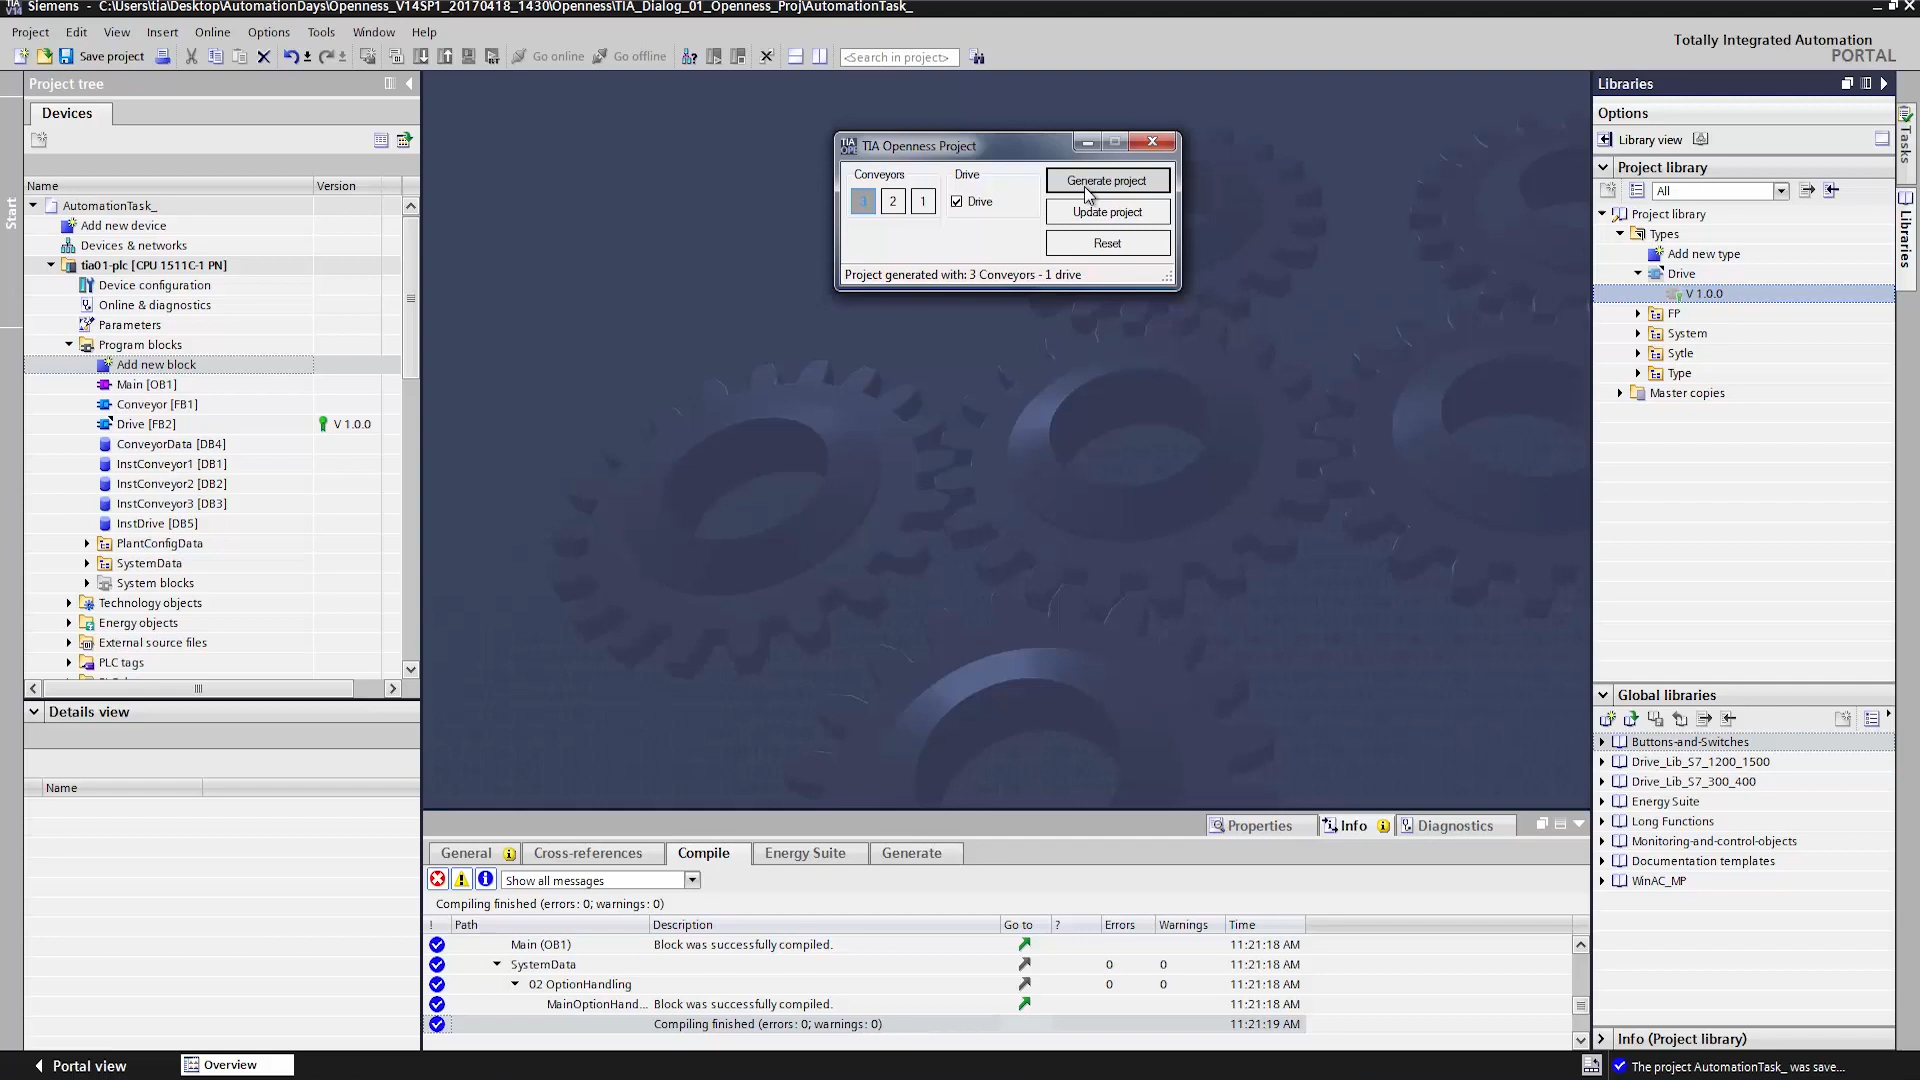 Siemens - C:\Users\tia\Desktop\AutomationDays\Openness_V14SP1_20170418_1430\Openness\TIA_Dialog_01_Openness_Proj\AutomationTask_
Project Edit View Insert Online Options Tools Window Help
Totally Integrated Automation
PORTAL
Save project
Go online
Go offline
<Search in project>
Start
Project tree
Devices
Name Version
AutomationTask_
Add new device
Devices & networks
tia01-plc [CPU 1511C-1 PN]
Device configuration
Online & diagnostics
Parameters
Program blocks
Add new block
Main [OB1]
Conveyor [FB1]
Drive [FB2] V 1.0.0
ConveyorData [DB4]
InstConveyor1 [DB1]
InstConveyor2 [DB2]
InstConveyor3 [DB3]
InstDrive [DB5]
PlantConfigData
SystemData
System blocks
Technology objects
Energy objects
External source files
PLC tags
Details view
Name
TIA Openness Project
Conveyors Drive
3 2 1 Drive
Generate project
Update project
Reset
Project generated with: 3 Conveyors - 1 drive
Properties Info Diagnostics
General Cross-references Compile Energy Suite Generate
Show all messages
Compiling finished (errors: 0; warnings: 0)
! Path Description Go to ? Errors Warnings Time
Main (OB1) Block was successfully compiled. 11:21:18 AM
SystemData 0 0 11:21:18 AM
02 OptionHandling 0 0 11:21:18 AM
MainOptionHand... Block was successfully compiled. 11:21:18 AM
Compiling finished (errors: 0; warnings: 0) 11:21:19 AM
Libraries
Options
Library view
Project library
All
Project library
Types
Add new type
Drive
V 1.0.0
FP
System
Sytle
Type
Master copies
Global libraries
Buttons-and-Switches
Drive_Lib_S7_1200_1500
Drive_Lib_S7_300_400
Energy Suite
Long Functions
Monitoring-and-control-objects
Documentation templates
WinAC_MP
Info (Project library)
Tasks
Libraries
Portal view
Overview
The project AutomationTask_ was save...